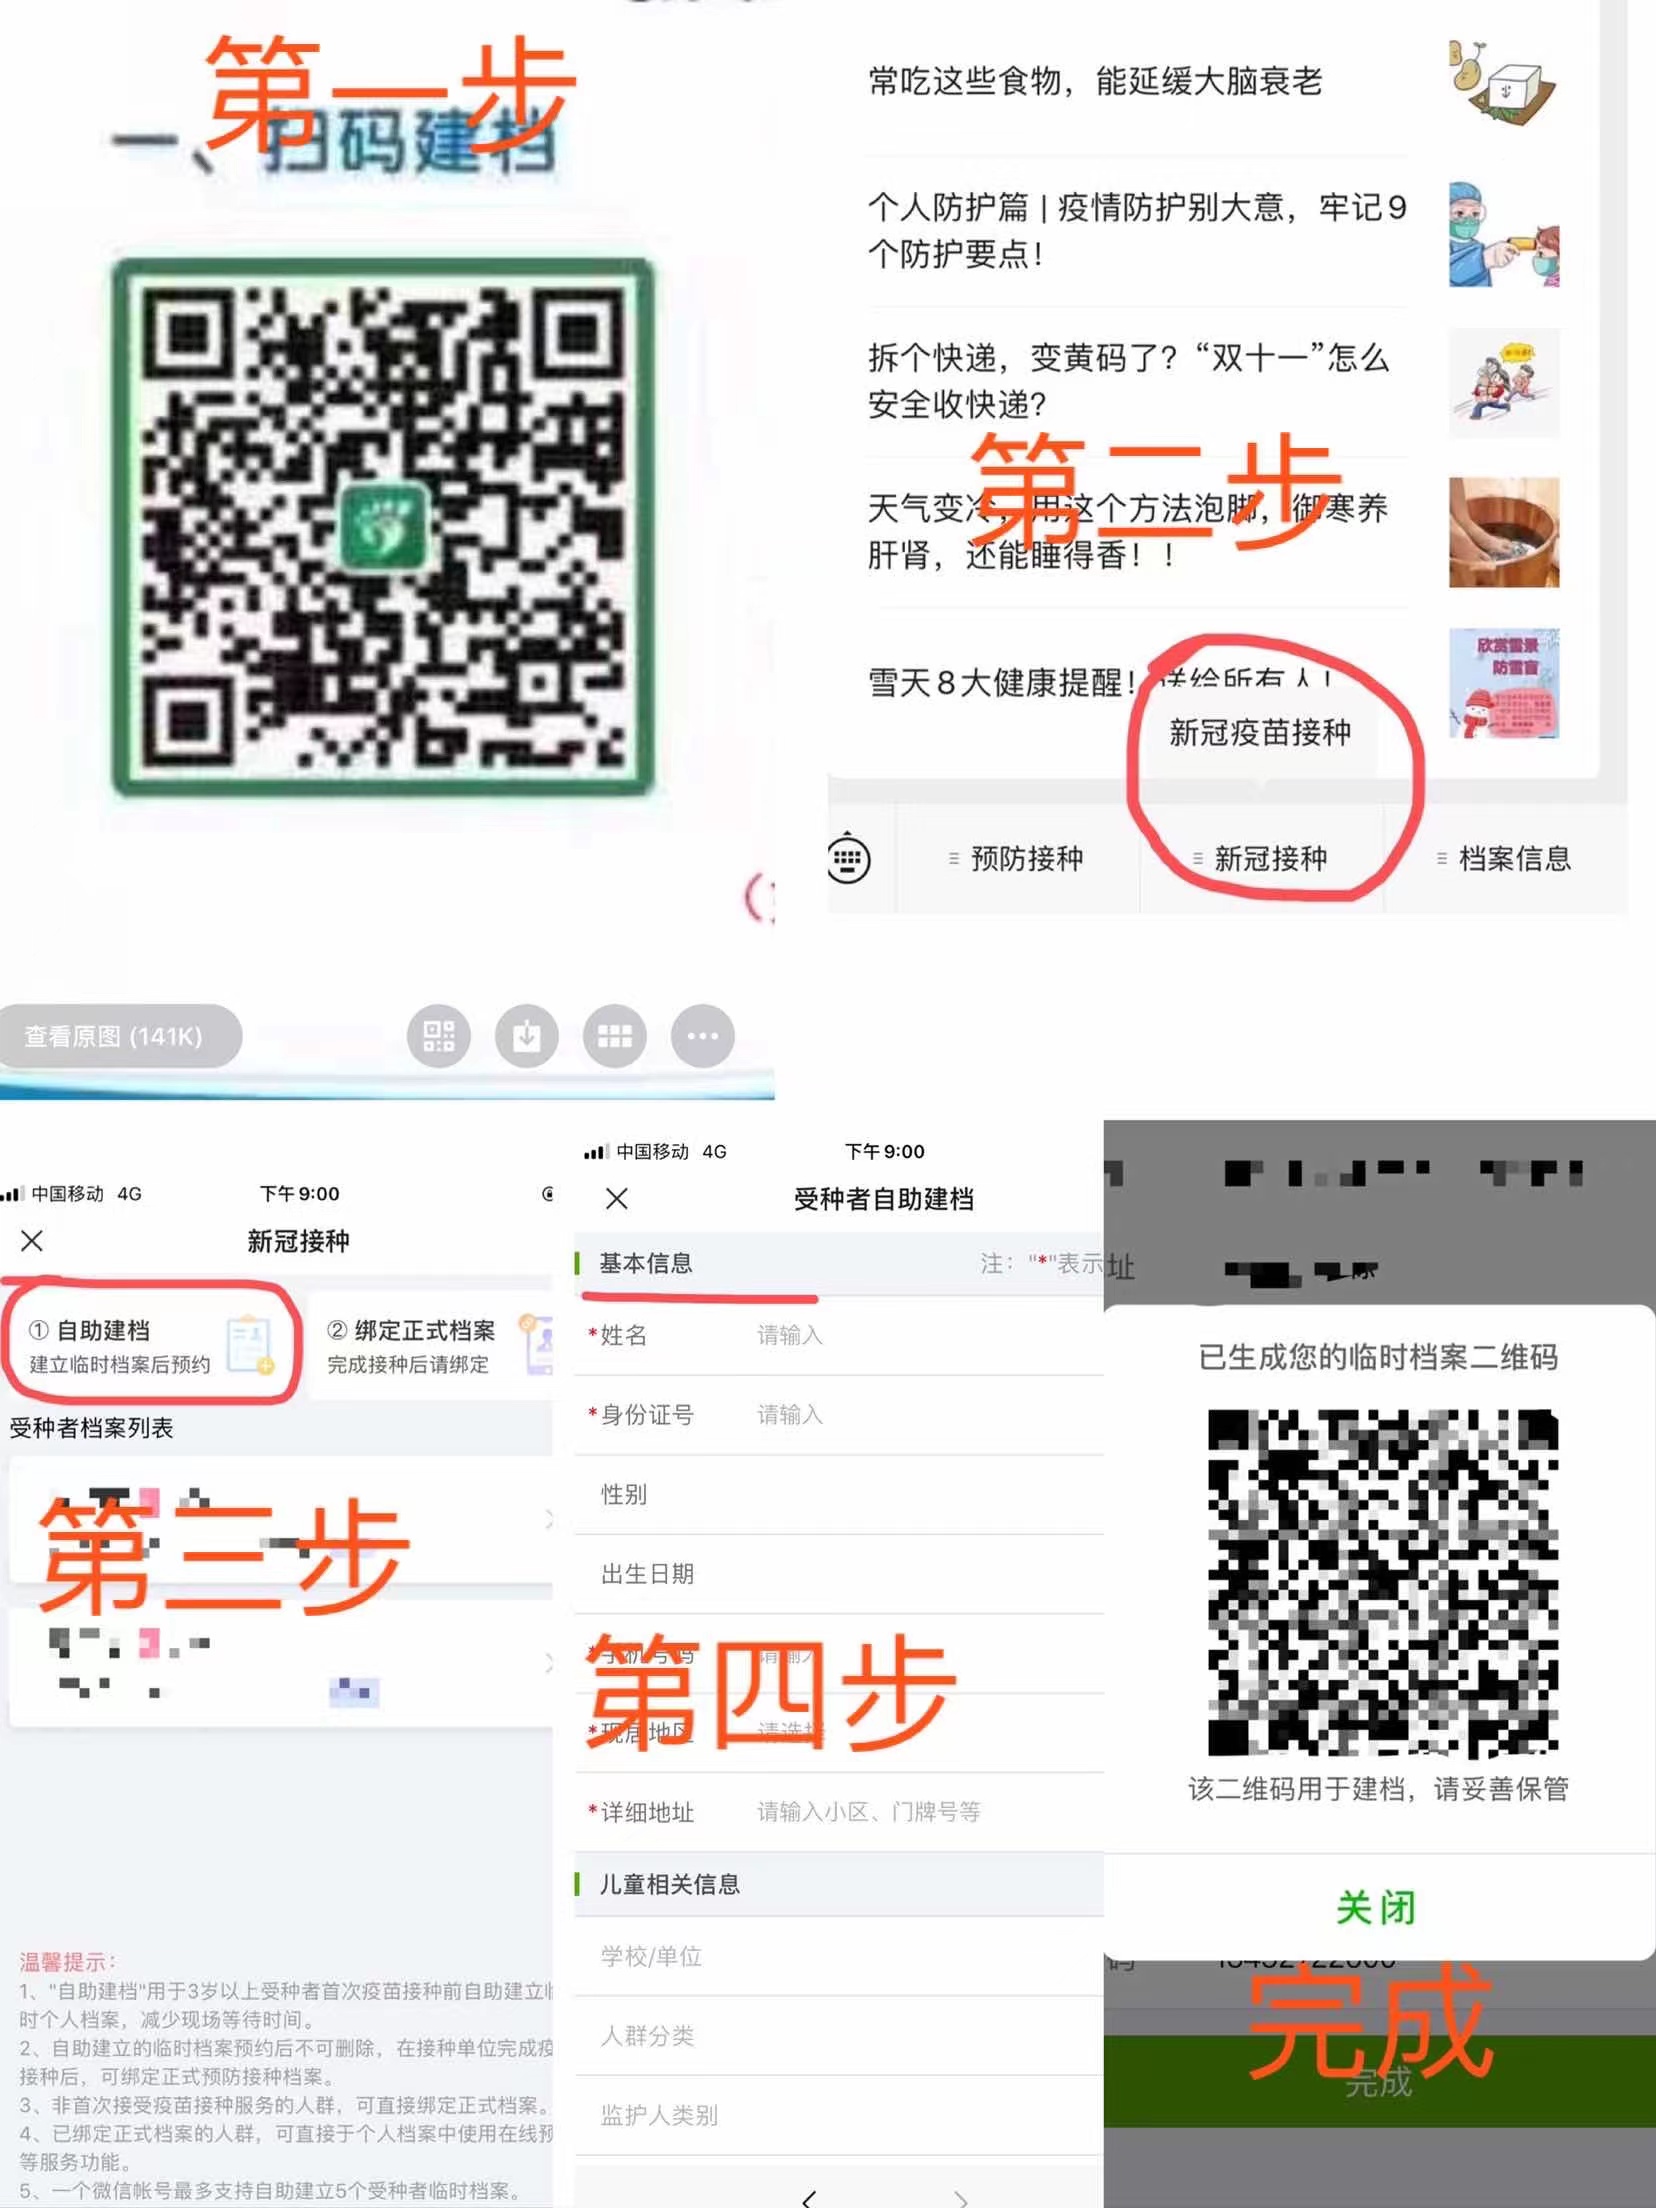 第一步
一、扫码建档
查看原图 (141K)
常吃这些食物，能延缓大脑衰老
个人防护篇 | 疫情防护别大意，牢记9
个防护要点！
拆个快递，变黄码了？“双十一”怎么
安全收快递？
第二步
天气变冷，用这个方法泡脚，御寒养
肝肾，还能睡得香！！
雪天8大健康提醒！送给所有人！
欣赏雪景
防雪盲
新冠疫苗接种
预防接种
新冠接种
档案信息
中国移动 4G
下午9:00
新冠接种
① 自助建档
建立临时档案后预约
② 绑定正式档案
完成接种后请绑定
受种者档案列表
第三步
温馨提示：
1、"自助建档"用于3岁以上受种者首次疫苗接种前自助建立临
时个人档案，减少现场等待时间。
2、自助建立的临时档案预约后不可删除，在接种单位完成疫
接种后，可绑定正式预防接种档案。
3、非首次接受疫苗接种服务的人群，可直接绑定正式档案。
4、已绑定正式档案的人群，可直接于个人档案中使用在线预
等服务功能。
5、一个微信帐号最多支持自助建立5个受种者临时档案。
中国移动 4G
下午9:00
受种者自助建档
基本信息
注："*"表示
*姓名 请输入
*身份证号 请输入
性别
出生日期
*手机号码 请输入
第四步
*现居地区 请选择
*详细地址 请输入小区、门牌号等
儿童相关信息
学校/单位
人群分类
监护人类别
址
已生成您的临时档案二维码
该二维码用于建档，请妥善保管
关闭
码
完成
完成